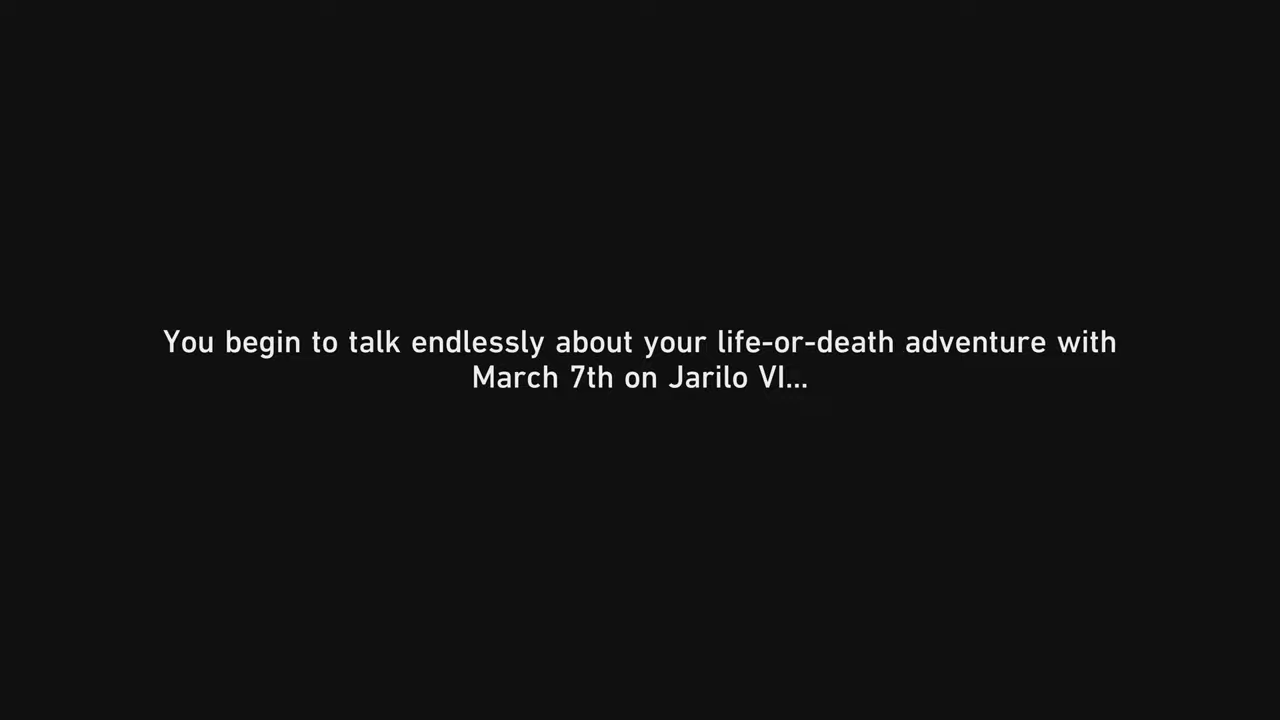 You begin to talk endlessly about your life-or-death adventure with
March 7th on Jarilo VI...